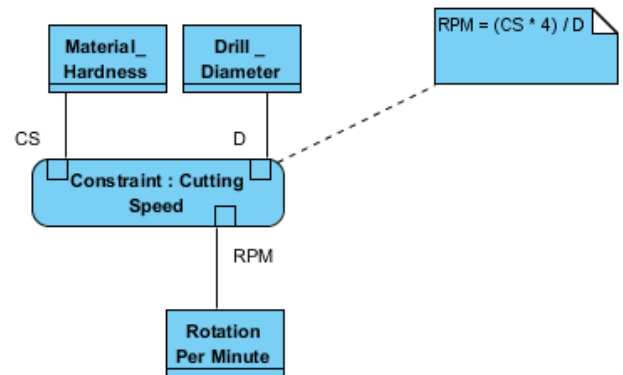 Material_
Hardness
Drill _
Diameter
RPM = (CS * 4) / D
CS
D
Constraint : Cutting
Speed
RPM
Rotation
Per Minute